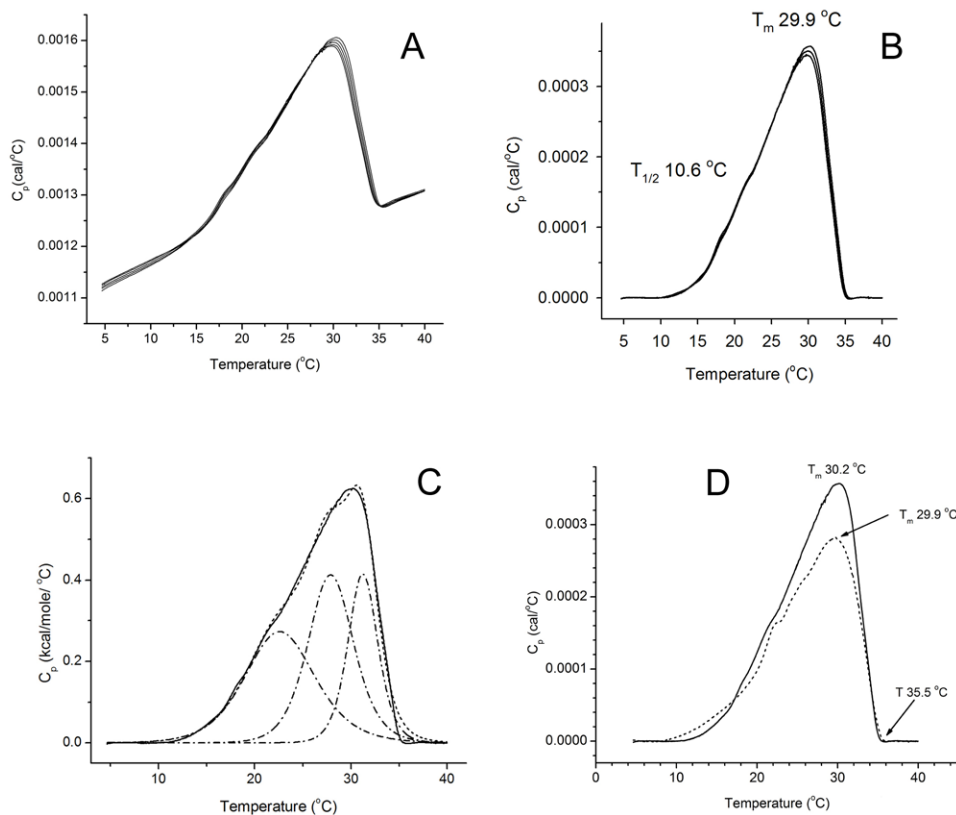 A
0.0016
0.0015
0.0014
0.0013
0.0012
0.0011
C_p (cal/°C)
5 10 15 20 25 30 35 40
Temperature (°C)
B
T_m 29.9 °C
T_1/2 10.6 °C
0.0003
0.0002
0.0001
0.0000
C_p (cal/°C)
5 10 15 20 25 30 35 40
Temperature (°C)
C
0.6
0.4
0.2
0.0
C_p (kcal/mole/ °C)
10 20 30 40
Temperature (°C)
D
T_m 30.2 °C
T_m 29.9 °C
T 35.5 °C
0.0003
0.0002
0.0001
0.0000
C_p (cal/°C)
0 10 20 30 40
Temperature (°C)